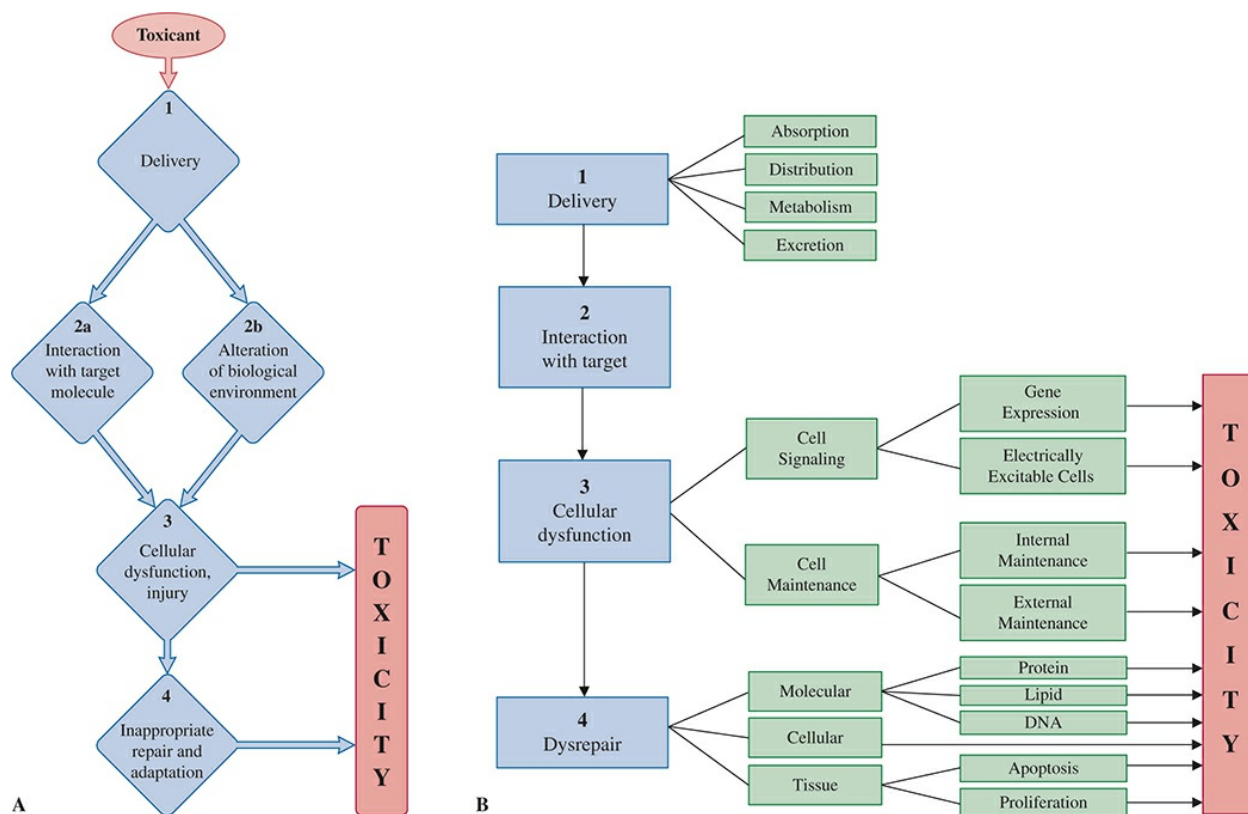 Toxicant
1
Delivery
2a
Interaction
with target
molecule
2b
Alteration
of biological
environment
3
Cellular
dysfunction,
injury
4
Inappropriate
repair and
adaptation
TOXICITY
A
1
Delivery
Absorption
Distribution
Metabolism
Excretion
2
Interaction
with target
3
Cellular
dysfunction
Cell
Signaling
Gene
Expression
Electrically
Excitable Cells
Cell
Maintenance
Internal
Maintenance
External
Maintenance
4
Dysrepair
Molecular
Protein
Lipid
DNA
Cellular
Tissue
Apoptosis
Proliferation
TOXICITY
B